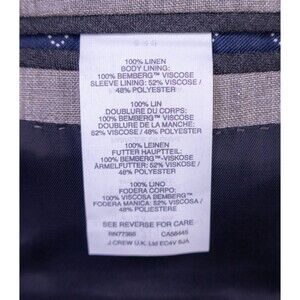 100% LINEN
BODY LINING:
100% BEMBERG™ VISCOSE
SLEEVE LINING: 52% VISCOSE /
48% POLYESTER
100% LIN
DOUBLURE DU CORPS:
100% BEMBERG™ VISCOSE
DOUBLURE DE LA MANCHE:
52% VISCOSE / 48% POLYESTER
100% LEINEN
FUTTER HAUPTTEIL:
100% BEMBERG™-VISKOSE
ÄRMELFUTTER: 52% VISKOSE /
48% POLYESTER
100% LINO
FODERA CORPO:
100% VISCOSA BEMBERG™
FODERA MANICA: 52% VISCOSA /
48% POLIESTERE
SEE REVERSE FOR CARE
RN77388 CA58445
J CREW U.K. Ltd EC4V 6JA